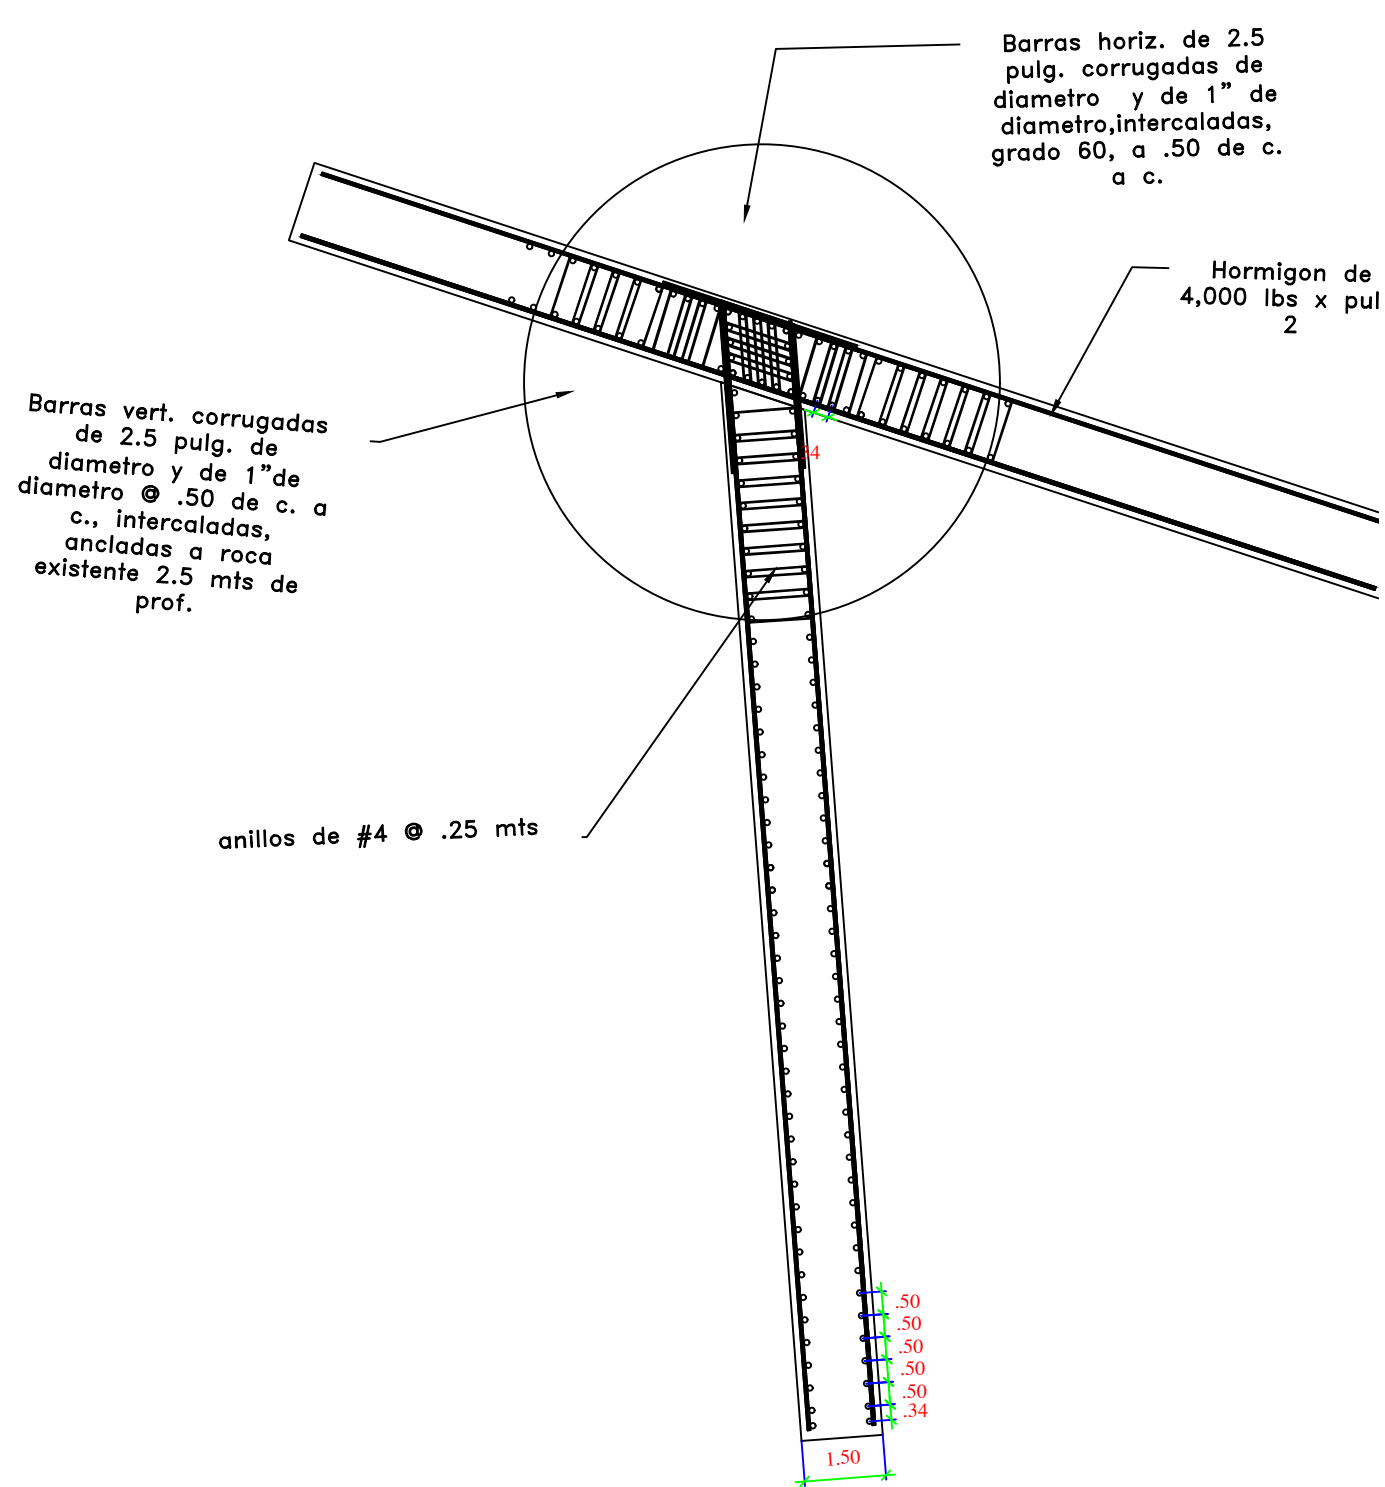 Barras horiz. de 2.5
pulg. corrugadas de
diametro y de 1" de
diametro,intercaladas,
grado 60, a .50 de c.
a c.
Hormigon de
4,000 lbs x pul
2
Barras vert. corrugadas
de 2.5 pulg. de
diametro y de 1"de
diametro @ .50 de c. a
c., intercaladas,
ancladas a roca
existente 2.5 mts de
prof.
.34
anillos de #4 @ .25 mts
.50
.50
.50
.50
.50
.34
1.50